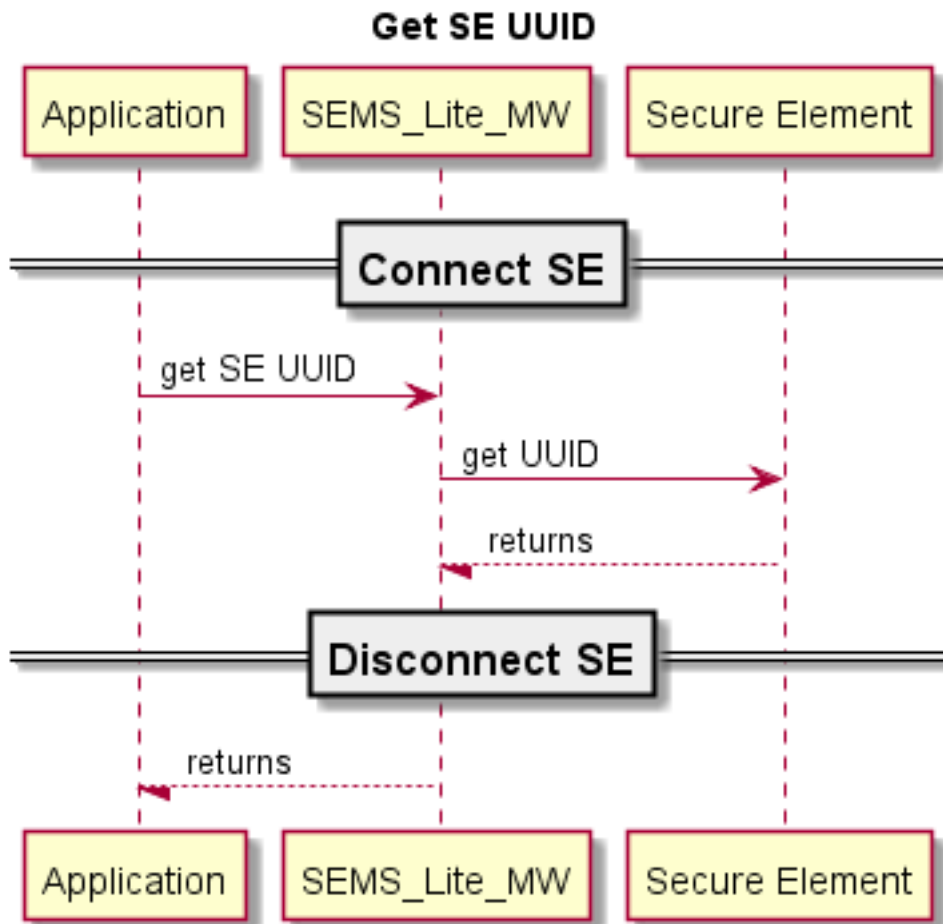 Get SE UUID
Application SEMS_Lite_MW Secure Element
Connect SE
get SE UUID
get UUID
returns
Disconnect SE
returns
Application SEMS_Lite_MW Secure Element